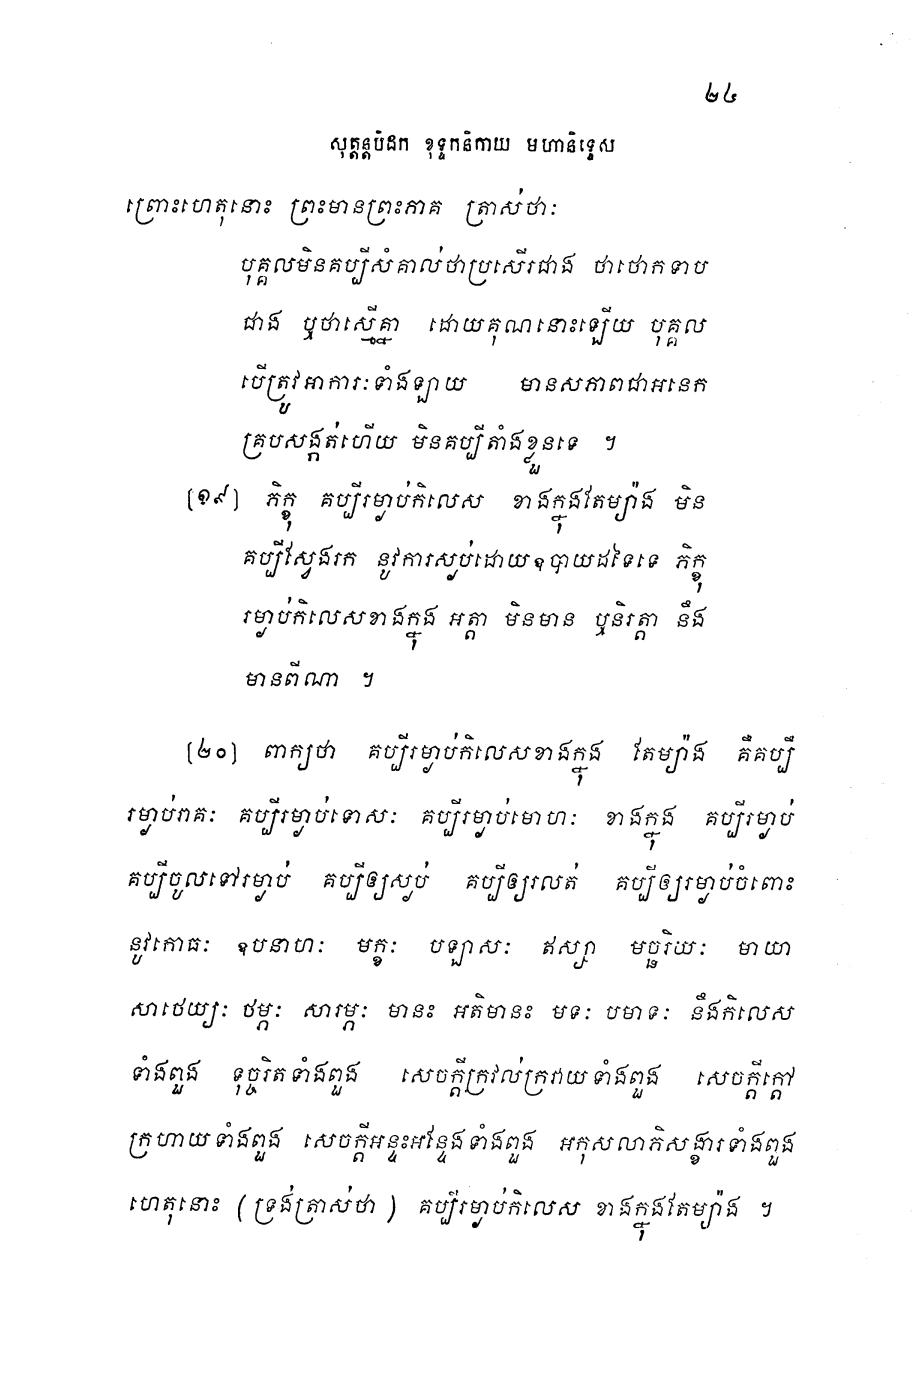 ២៤
សុត្តន្តបិដក ខុទ្ទកនិកាយ មហានិទ្ទេស
ព្រោះហេតុនោះ ព្រះមានព្រះភាគ ត្រាស់ថាៈ
បុគ្គលមិនគប្បីសំគាល់ថាប្រសើរជាង ថាថោកទាប
ជាង ឬថាស្មើគ្នា ដោយគុណនោះឡើយ បុគ្គល
បើត្រូវអាការៈទាំងឡាយ មានសភាពជាអនេក
គ្របសង្កត់ហើយ មិនគប្បីតាំងខ្លួនទេ ។
(១៩) ភិក្ខុ គប្បីរម្ងាប់កិលេស ខាងក្នុងតែម្យ៉ាង មិន
គប្បីស្វែងរក នូវការស្ងប់ដោយឧបាយដទៃទេ ភិក្ខុ
រម្ងាប់កិលេសខាងក្នុង អត្តា មិនមាន ឬនិរត្តា នឹង
មានពីណា ។
(២០) ពាក្យថា គប្បីរម្ងាប់កិលេសខាងក្នុង តែម្យ៉ាង គឺគប្បី
រម្ងាប់រាគៈ គប្បីរម្ងាប់ទោសៈ គប្បីរម្ងាប់មោហៈ ខាងក្នុង គប្បីរម្ងាប់
គប្បីចូលទៅរម្ងាប់ គប្បីឲ្យស្ងប់ គប្បីឲ្យរលត់ គប្បីឲ្យរម្ងាប់ចំពោះ
នូវកោធៈ ឧបនាហៈ មក្ខៈ បឡាសៈ ឥស្សា មច្ឆរិយៈ មាយា
សាថេយ្យៈ ថម្ភៈ សារម្ភៈ មានះ អតិមានះ មទៈ បមាទៈ នឹងកិលេស
ទាំងពួង ទុច្ចរិតទាំងពួង សេចក្តីក្រវល់ក្រវាយទាំងពួង សេចក្តីក្តៅ
ក្រហាយទាំងពួង សេចក្តីអន្ទះអន្ទែងទាំងពួង អកុសលាភិសង្ខារទាំងពួង
ហេតុនោះ (ទ្រង់ត្រាស់ថា) គប្បីរម្ងាប់កិលេស ខាងក្នុងតែម្យ៉ាង ។